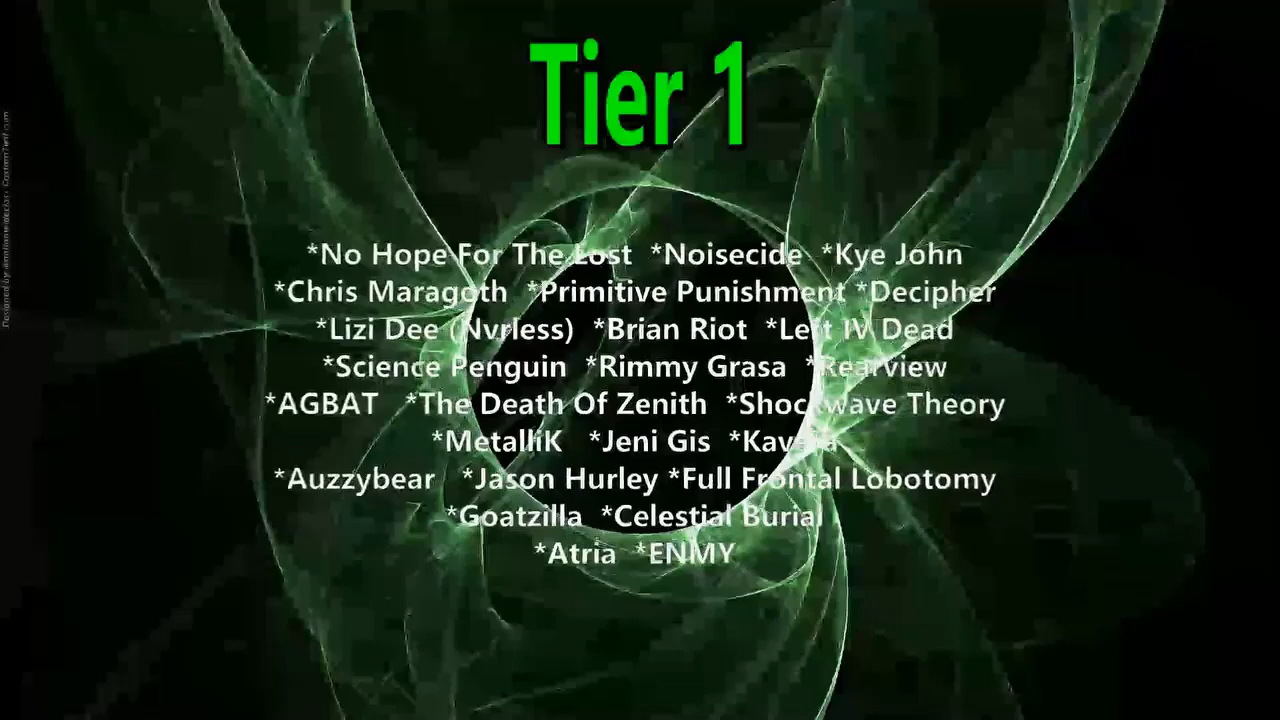 Tier 1
*No Hope For The Lost *Noisecide *Kye John
*Chris Maragoth *Primitive Punishment *Decipher
*Lizi Dee (Nvrless) *Brian Riot *Left IV Dead
*Science Penguin *Rimmy Grasa *Rearview
*AGBAT *The Death Of Zenith *Shockwave Theory
*MetalliK *Jeni Gis
*Auzzybear *Jason Hurley *Full Frontal Lobotomy
*Goatzilla *Celestial Burial
*Atria *ENMY